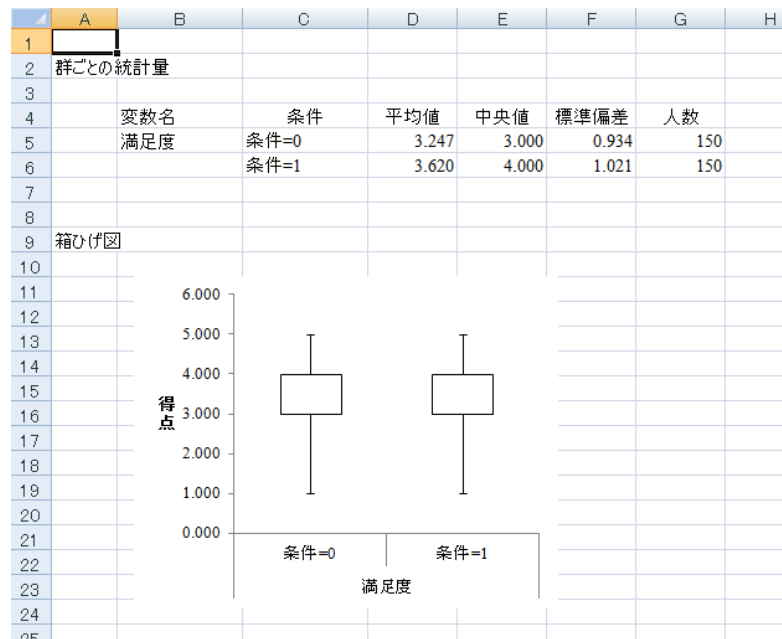 A B C D E F G H
1
2 群ごとの統計量
3
4 変数名 条件 平均値 中央値 標準偏差 人数
5 満足度 条件=0 3.247 3.000 0.934 150
6 条件=1 3.620 4.000 1.021 150
7
8
9 箱ひげ図
10
11 6.000
12
13 5.000
14 4.000
15
16 得点 3.000
17
18 2.000
19 1.000
20
21 0.000
22 条件=0 条件=1
23 満足度
24
25